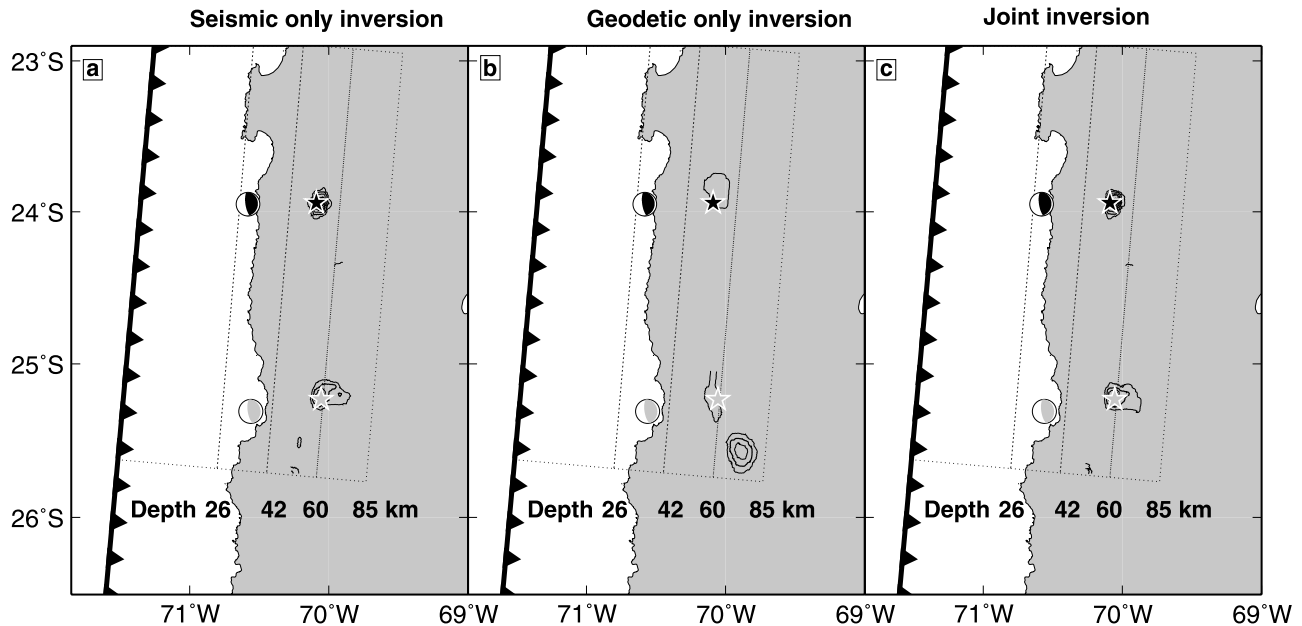 Seismic only inversion Geodetic only inversion Joint inversion
a b c
23°S
24°S
25°S
26°S
Depth 26 42 60 85 km Depth 26 42 60 85 km Depth 26 42 60 85 km
71°W 70°W 69°W 71°W 70°W 69°W 71°W 70°W 69°W